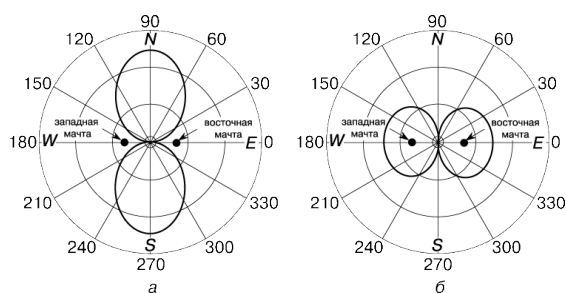 90
120 N 60
150 30
западная мачта
восточная мачта
180 W E 0
210 330
240 S 300
270
а
90
120 N 60
150 30
западная мачта
восточная мачта
180 W E 0
210 330
240 S 300
270
б